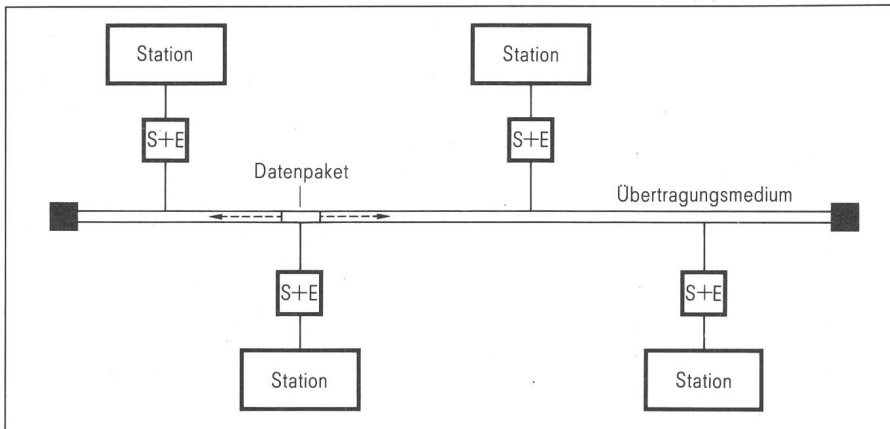 Station
Station
S+E
S+E
Datenpaket
Übertragungsmedium
S+E
S+E
Station
Station